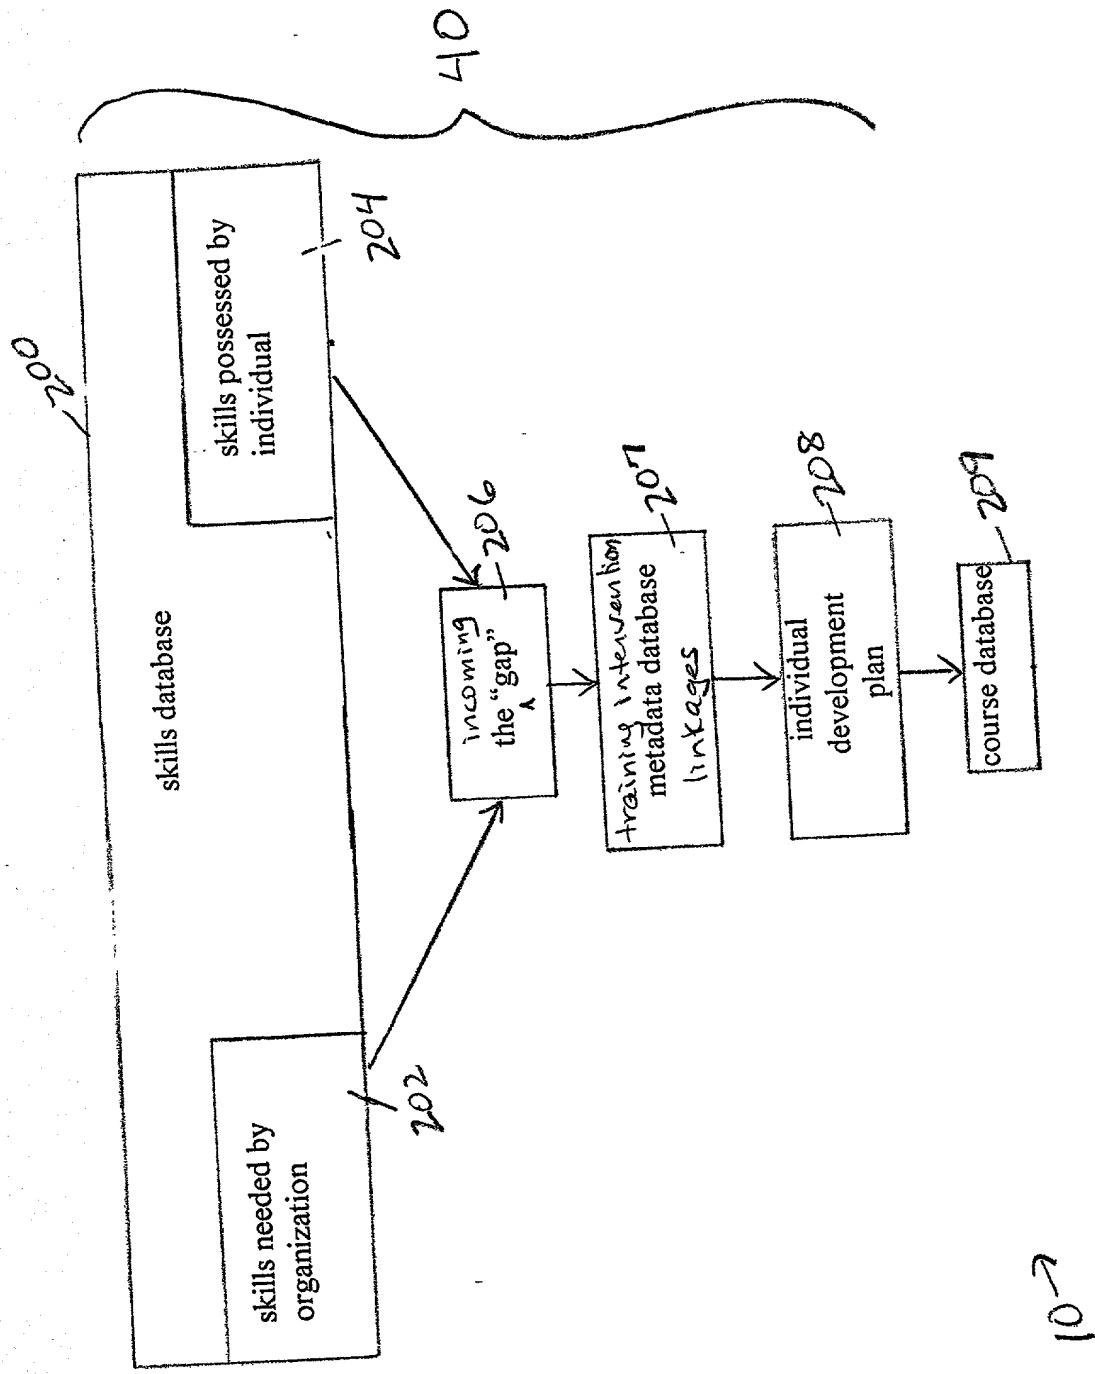 200
skills database
skills needed by
organization
202
skills possessed by
individual
204
40
incoming
the "gap"
^
206
training intervention
metadata database
linkages
207
individual
development
plan
208
course database
209
10